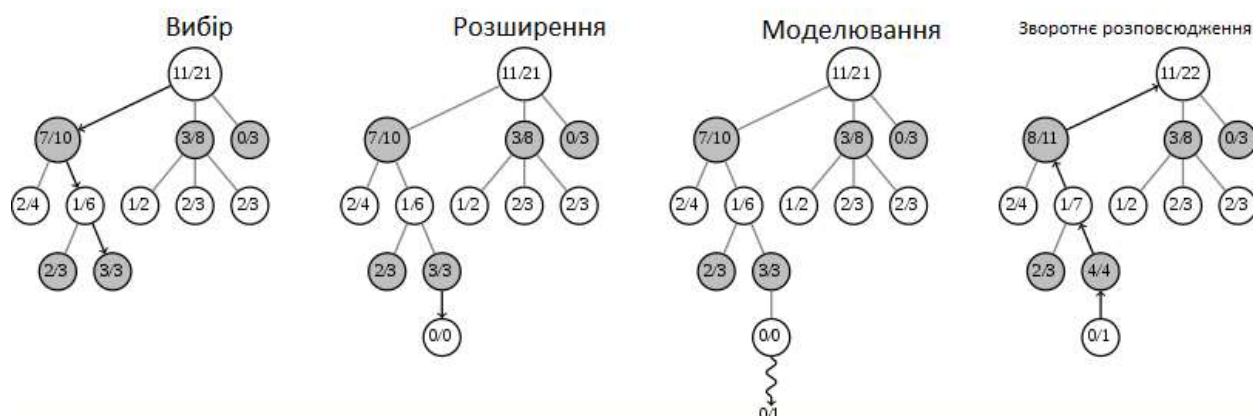 Вибір
11/21
7/10 3/8 0/3
2/4 1/6 1/2 2/3 2/3
2/3 3/3
Розширення
11/21
7/10 3/8 0/3
2/4 1/6 1/2 2/3 2/3
2/3 3/3
0/0
Моделювання
11/21
7/10 3/8 0/3
2/4 1/6 1/2 2/3 2/3
2/3 3/3
0/0
0/1
Зворотнє розповсюдження
11/22
8/11 3/8 0/3
2/4 1/7 1/2 2/3 2/3
2/3 4/4
0/1